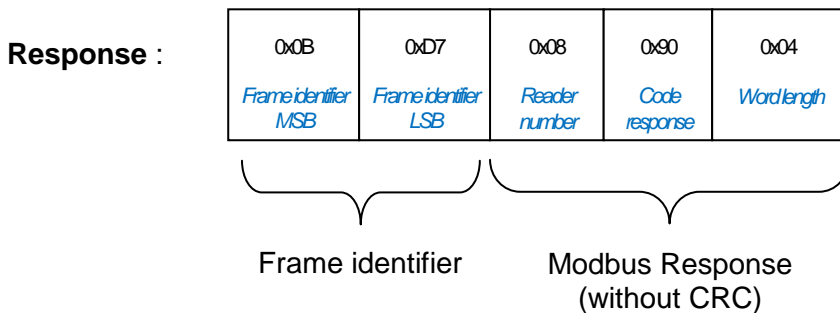 Response :
0x0B 0xD7 0x08 0x90 0x04
Frame identifier Frame identifier Reader Code Word length
MSB LSB number response
Frame identifier Modbus Response
(without CRC)